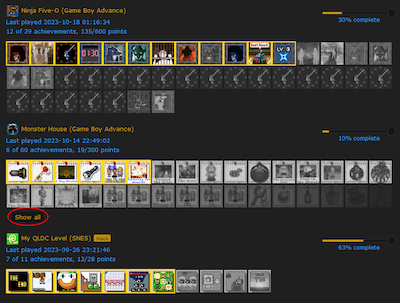 Ninja Five-O (Game Boy Advance)
Last played 2023-10-18 01:16:34
12 of 39 achievements, 135/600 points
30% complete
Monster House (Game Boy Advance)
Last played 2023-10-14 22:49:02
6 of 60 achievements, 19/300 points
10% complete
Show all
My QLDC Level (SNES)
Last played 2023-09-26 23:21:46
7 of 11 achievements, 13/28 points
63% complete
THE END